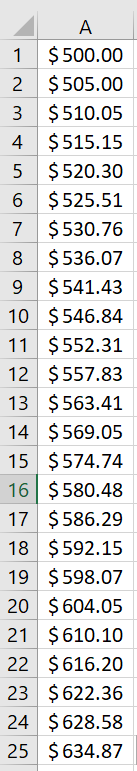 A
1 $ 500.00
2 $ 505.00
3 $ 510.05
4 $ 515.15
5 $ 520.30
6 $ 525.51
7 $ 530.76
8 $ 536.07
9 $ 541.43
10 $ 546.84
11 $ 552.31
12 $ 557.83
13 $ 563.41
14 $ 569.05
15 $ 574.74
16 $ 580.48
17 $ 586.29
18 $ 592.15
19 $ 598.07
20 $ 604.05
21 $ 610.10
22 $ 616.20
23 $ 622.36
24 $ 628.58
25 $ 634.87